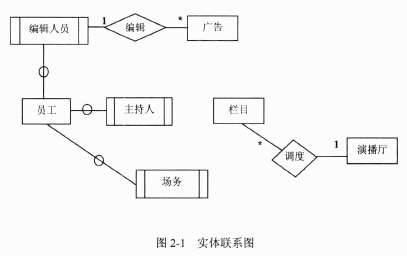 编辑人员
1
编辑
*
广告
员工
主持人
栏目
*
调度
1
演播厅
场务
图 2-1 实体联系图